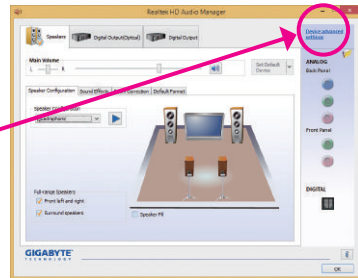 Realtek HD Audio Manager
Speakers
Digital Output(Optical)
Digital Output
Device advanced
settings
Main Volume
L
R
Set Default
Device
ANALOG
Back Panel
Speaker Configuration
Sound Effects
Correction
Default Format
Speaker Configuration
Quadraphonic
Front Panel
Full-range Speakers
Front left and right
Surround speakers
Speaker Fill
DIGITAL
GIGABYTE
TECHNOLOGY
OK